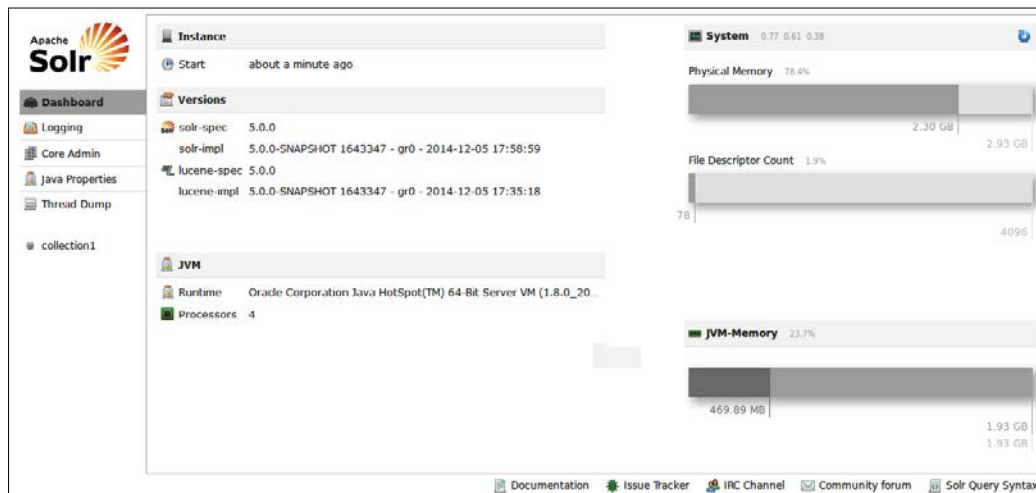 Apache
Solr
Dashboard
Logging
Core Admin
Java Properties
Thread Dump
collection1
Instance
Start about a minute ago
Versions
solr-spec 5.0.0
solr-impl 5.0.0-SNAPSHOT 1643347 - gr0 - 2014-12-05 17:58:59
lucene-spec 5.0.0
lucene-impl 5.0.0-SNAPSHOT 1643347 - gr0 - 2014-12-05 17:35:18
JVM
Runtime Oracle Corporation Java HotSpot(TM) 64-Bit Server VM (1.8.0_20...
Processors 4
System 0.77 0.61 0.38
Physical Memory 78.4%
2.30 GB
2.93 GB
File Descriptor Count 1.9%
78
4096
JVM-Memory 23.7%
469.89 MB
1.93 GB
1.93 GB
Documentation Issue Tracker IRC Channel Community forum Solr Query Syntax